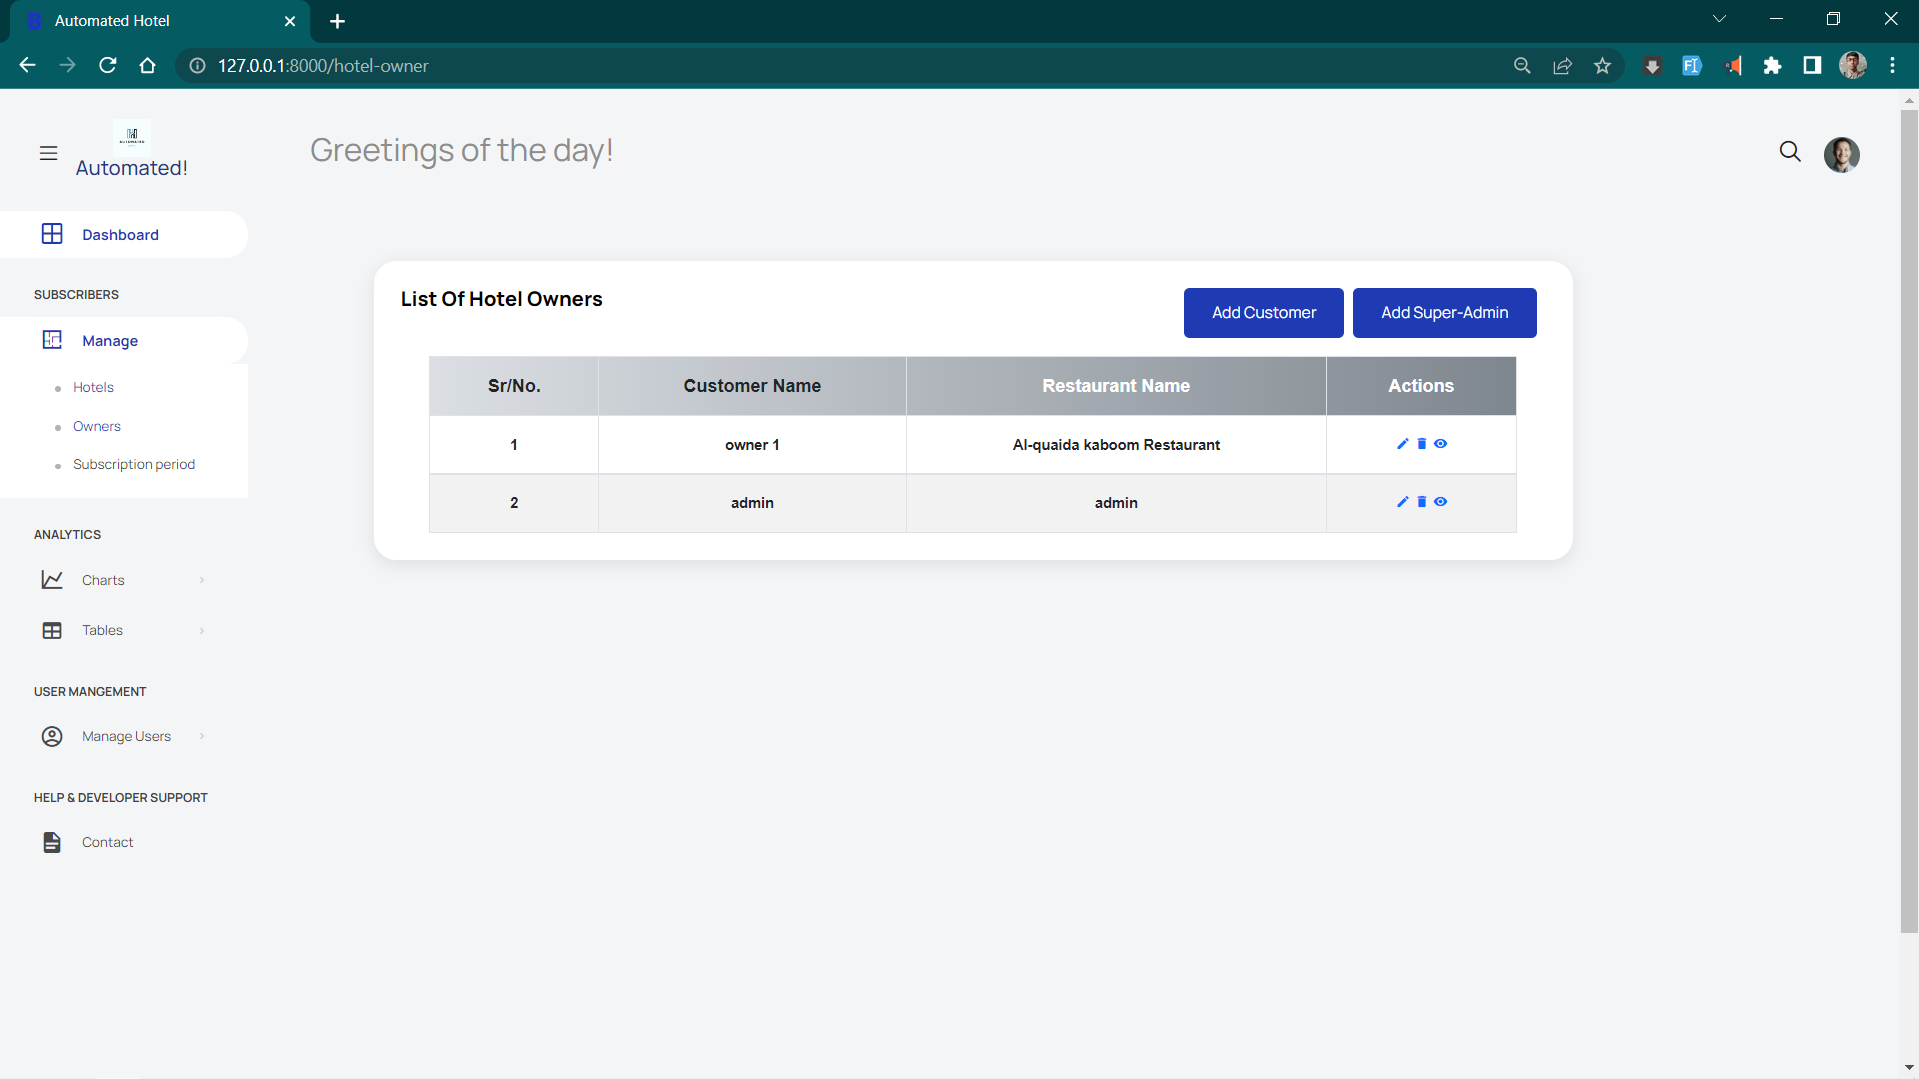 Automated Hotel
127.0.0.1:8000/hotel-owner
AUTOMATED
Automated!
Greetings of the day!
Dashboard
SUBSCRIBERS
Manage
Hotels
Owners
Subscription period
ANALYTICS
Charts
Tables
USER MANGEMENT
Manage Users
HELP & DEVELOPER SUPPORT
Contact
List Of Hotel Owners
Add Customer
Add Super-Admin
Sr/No. Customer Name Restaurant Name Actions
1 owner 1 Al-quaida kaboom Restaurant
2 admin admin